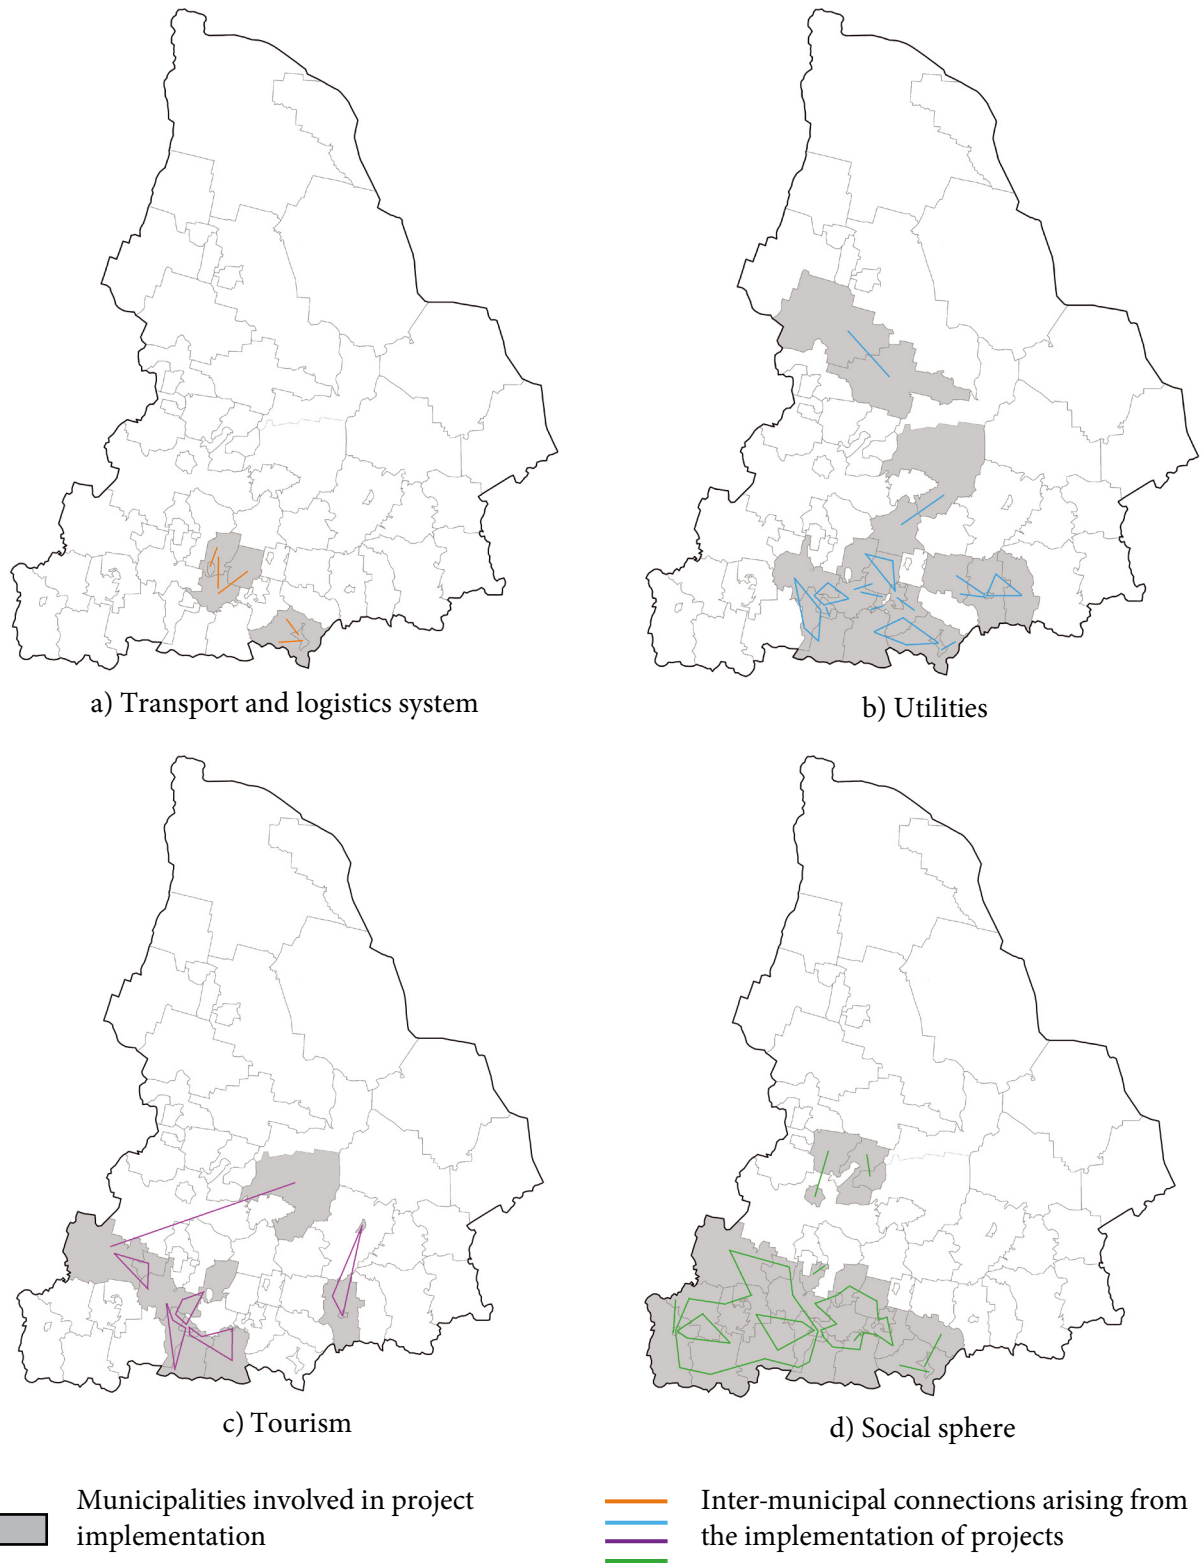 a) Transport and logistics system
b) Utilities
c) Tourism
d) Social sphere
Municipalities involved in project
implementation
Inter-municipal connections arising from
the implementation of projects